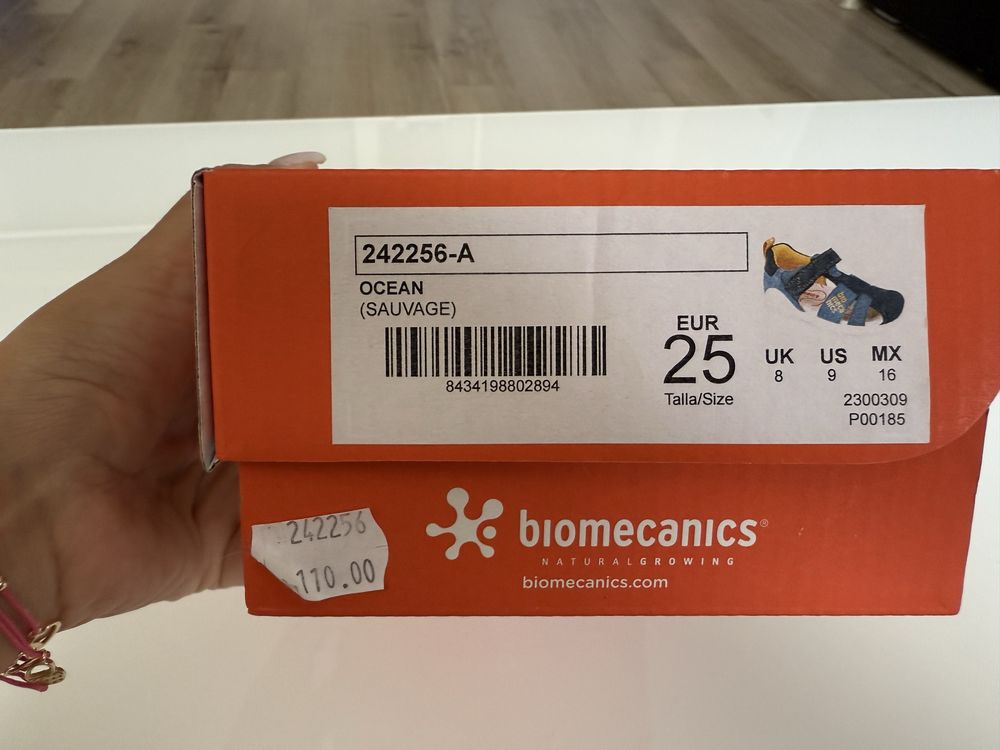 242256-A
OCEAN
(SAUVAGE)
8434198802894
EUR
25
Talla/Size
UK
8
US
9
MX
16
2300309
P00185
242256
110.00
biomecanics®
NATURALGROWING
biomecanics.com